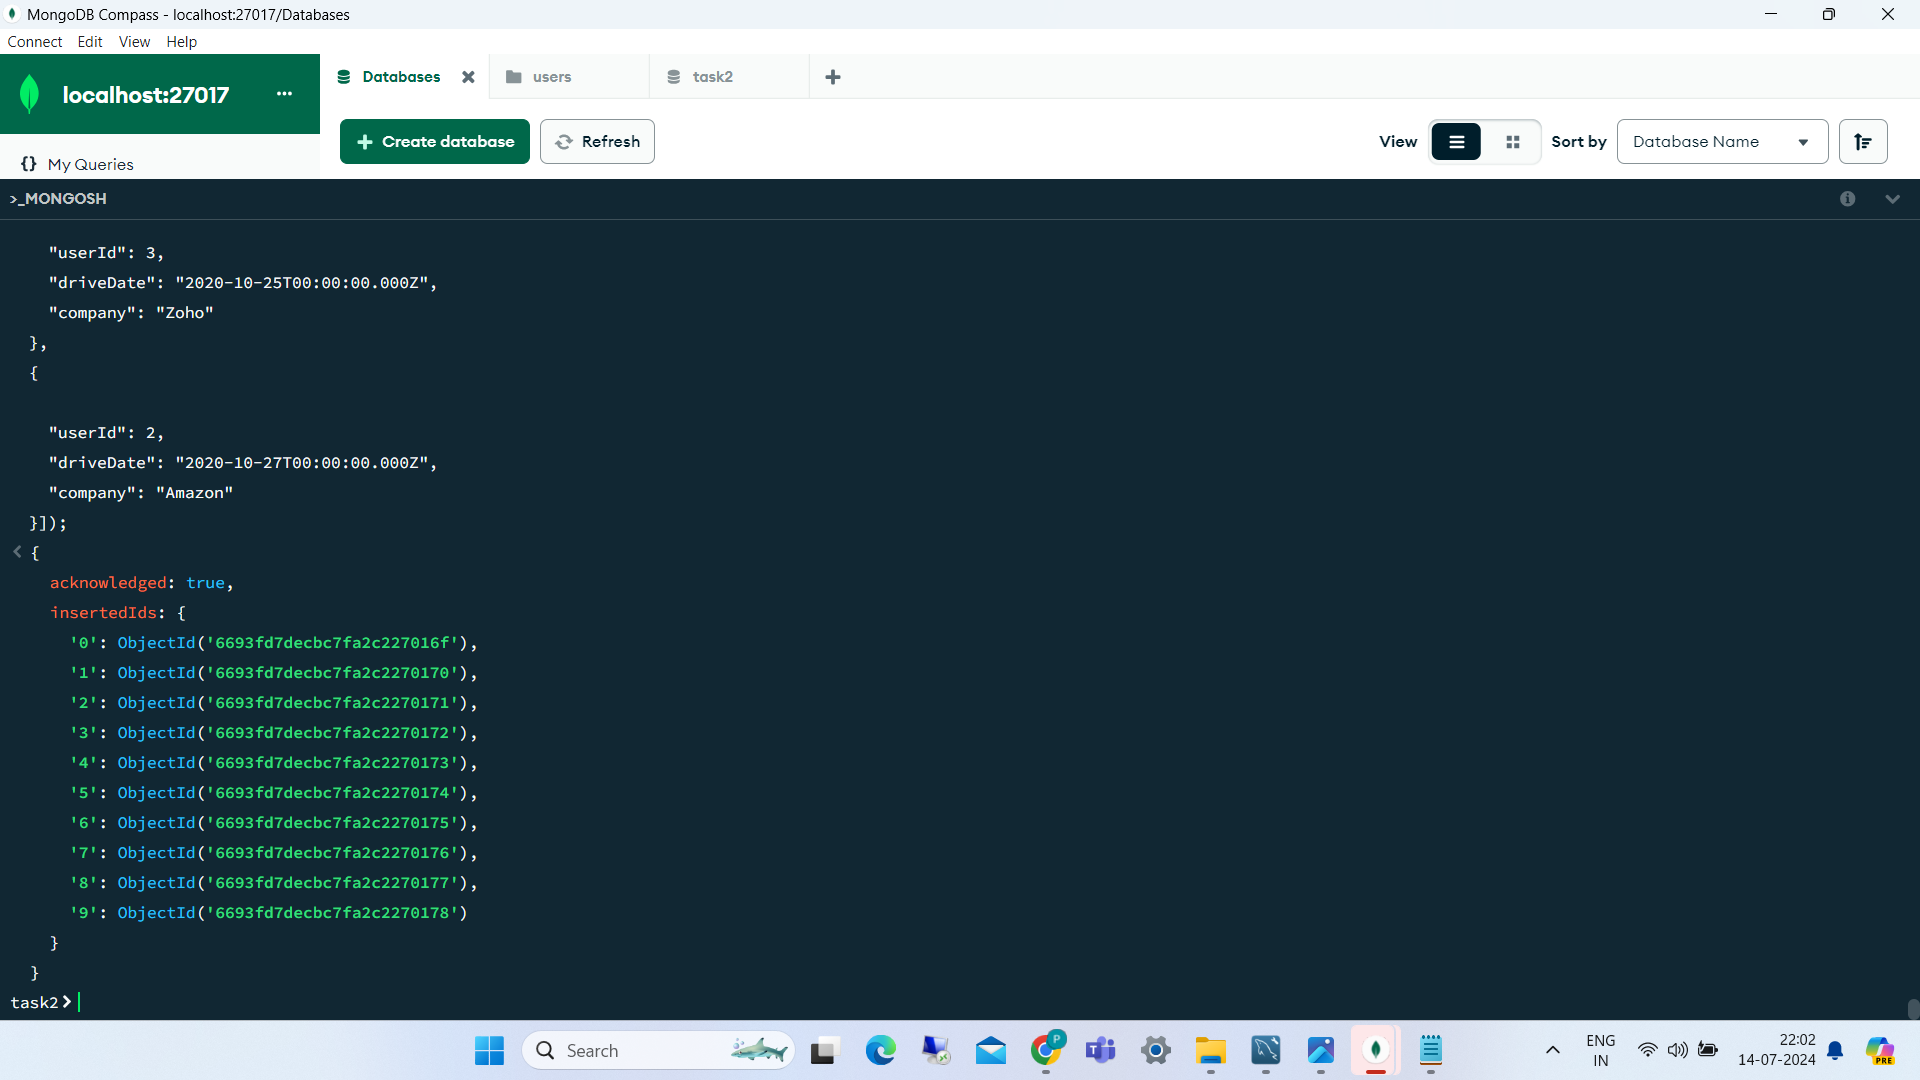 MongoDB Compass - localhost:27017/Databases
Connect Edit View Help
localhost:27017 ...
Databases users task2
Create database Refresh
View Sort by Database Name
{} My Queries
>_MONGOSH
"userId": 3,
"driveDate": "2020-10-25T00:00:00.000Z",
"company": "Zoho"
},
{
"userId": 2,
"driveDate": "2020-10-27T00:00:00.000Z",
"company": "Amazon"
}]);
< {
acknowledged: true,
insertedIds: {
'0': ObjectId('6693fd7decbc7fa2c227016f'),
'1': ObjectId('6693fd7decbc7fa2c2270170'),
'2': ObjectId('6693fd7decbc7fa2c2270171'),
'3': ObjectId('6693fd7decbc7fa2c2270172'),
'4': ObjectId('6693fd7decbc7fa2c2270173'),
'5': ObjectId('6693fd7decbc7fa2c2270174'),
'6': ObjectId('6693fd7decbc7fa2c2270175'),
'7': ObjectId('6693fd7decbc7fa2c2270176'),
'8': ObjectId('6693fd7decbc7fa2c2270177'),
'9': ObjectId('6693fd7decbc7fa2c2270178')
}
}
task2>
Search
P
PRE
ENG
IN
22:02
14-07-2024